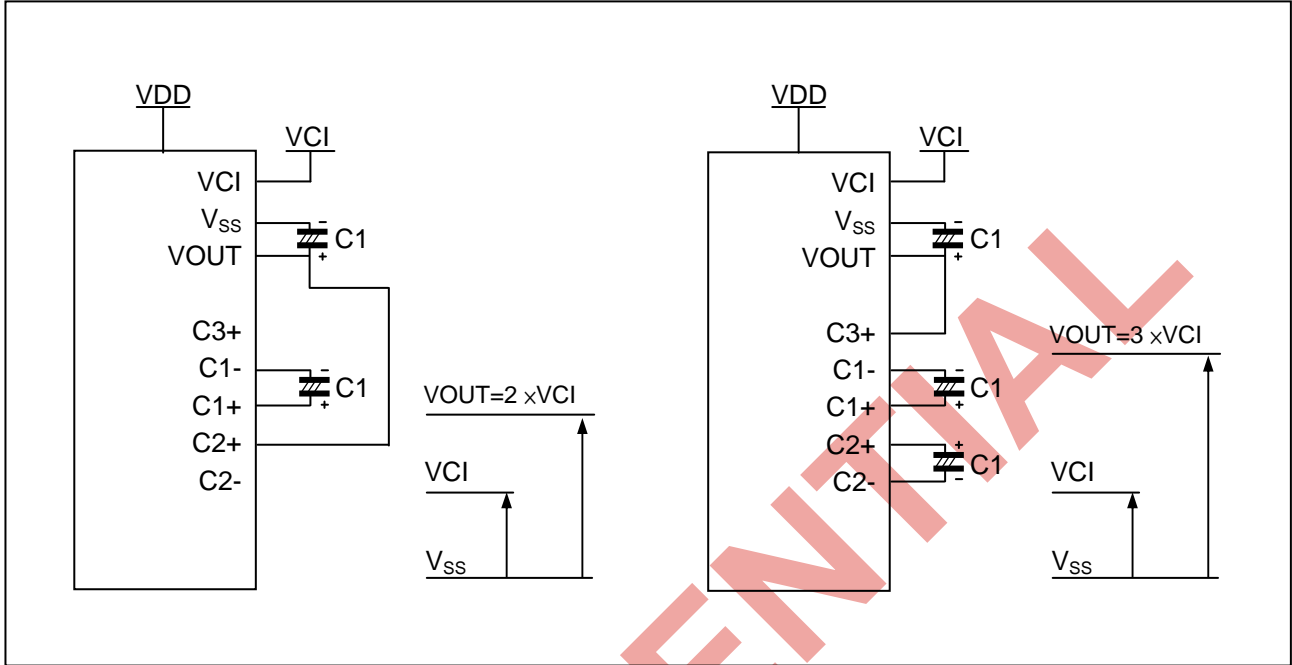 VDD
VCI
VCI
VSS
VOUT
- C1 +
C3+
C1-
C1+
- C1 +
C2+
C2-
VOUT=2 ×VCI
VCI
VSS
VDD
VCI
VCI
VSS
VOUT
- C1 +
C3+
C1-
C1+
- C1 +
C2+
C2-
+ C1 -
VOUT=3 ×VCI
VCI
VSS
ENTIAL